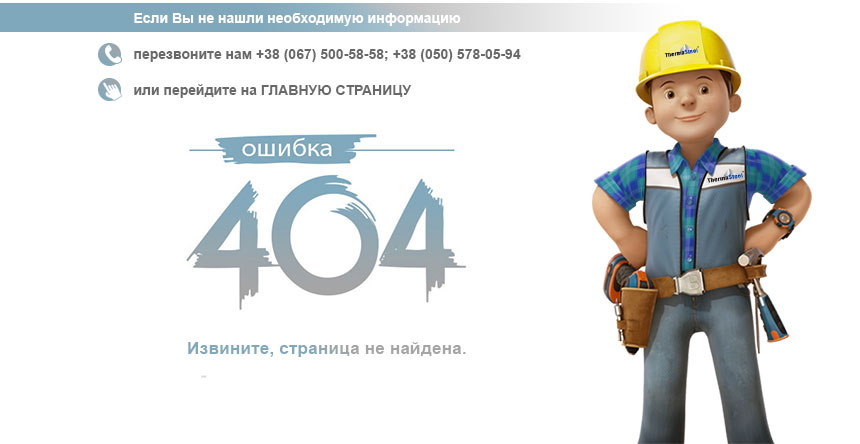 Если Вы не нашли необходимую информацию
перезвоните нам +38 (067) 500-58-58; +38 (050) 578-05-94
или перейдите на ГЛАВНУЮ СТРАНИЦУ
ThermoSteel
ошибка
404
ThermoSteel
Извините, страница не найдена.